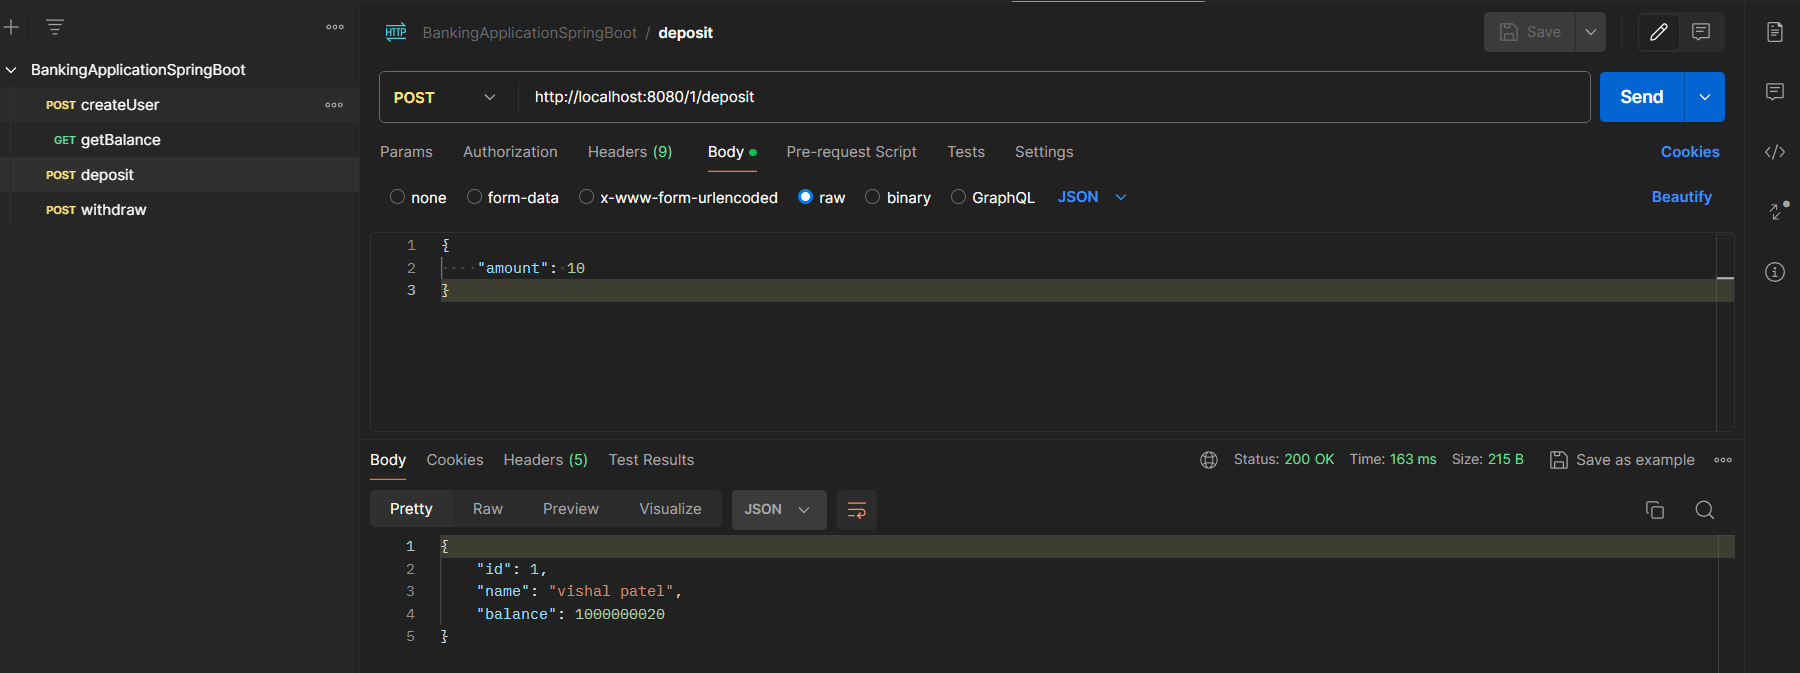 BankingApplicationSpringBoot
POST createUser
GET getBalance
POST deposit
POST withdraw
HTTP BankingApplicationSpringBoot / deposit
Save
POST http://localhost:8080/1/deposit
Send
Params Authorization Headers (9) Body Pre-request Script Tests Settings Cookies
none form-data x-www-form-urlencoded raw binary GraphQL JSON Beautify
1 {
2 "amount": 10
3 }
Body Cookies Headers (5) Test Results Status: 200 OK Time: 163 ms Size: 215 B Save as example
Pretty Raw Preview Visualize JSON
1 {
2 "id": 1,
3 "name": "vishal patel",
4 "balance": 1000000020
5 }